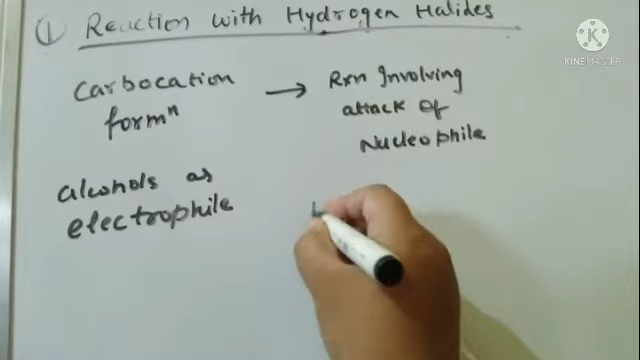 ① Reaction with Hydrogen Halides
Carbocation → Rxn Involving
formⁿ attack of
Nucleophile
alcohols as
electrophile
K
KINEMASTER